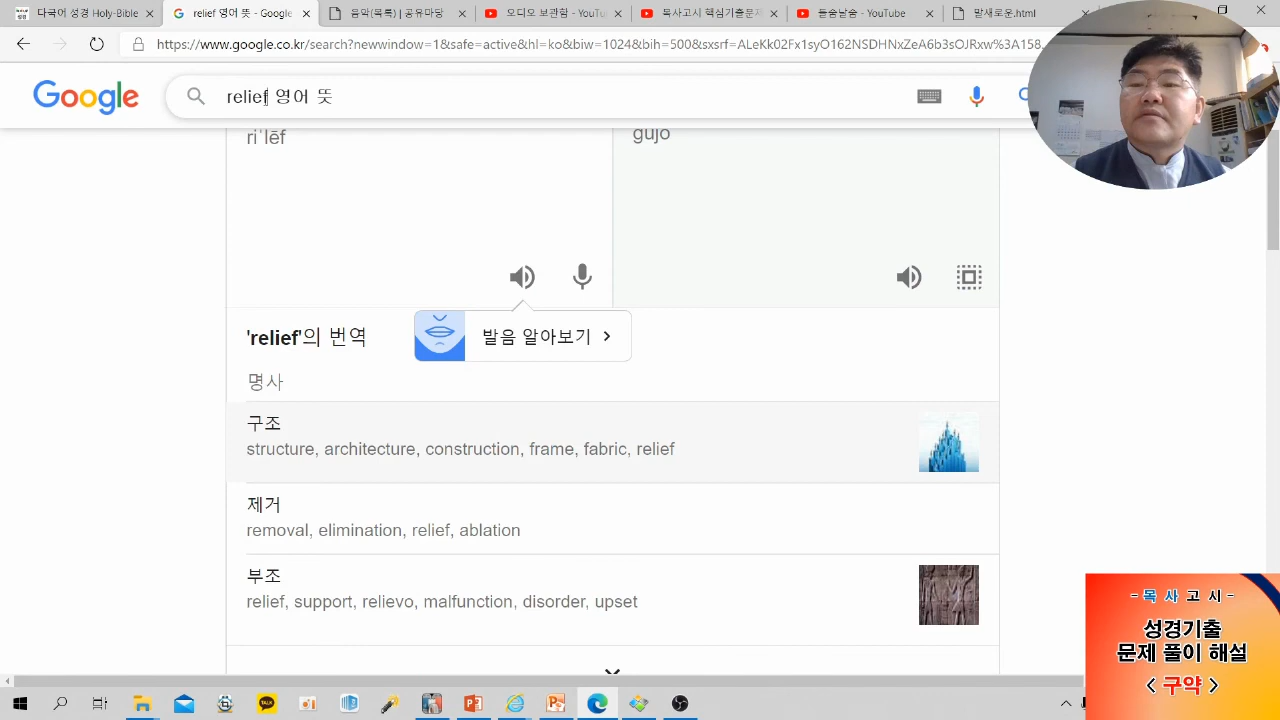 다국어 성경 Holy-Bible
relief 영어 뜻 - Google
음악(목록) | 공유마당
오디오 보관함 - YouTu
목사고시 핵심기출문제
들숨날숨 - YouTube
말새로운.html
https://www.google.co.kr/search?newwindow=1&safe=active&hl=ko&biw=1024&bih=500&sxsrf=ALeKk02Fx1syO162NSDHNxZeA6b3sOJRxw%3A158...
Google
relief 영어 뜻
riˈlēf
gujo
'relief'의 번역
발음 알아보기
명사
구조
structure, architecture, construction, frame, fabric, relief
제거
removal, elimination, relief, ablation
부조
relief, support, relievo, malfunction, disorder, upset
- 목 사 고 시 -
성경기출
문제 풀이 해설
< 구약 >
TALK